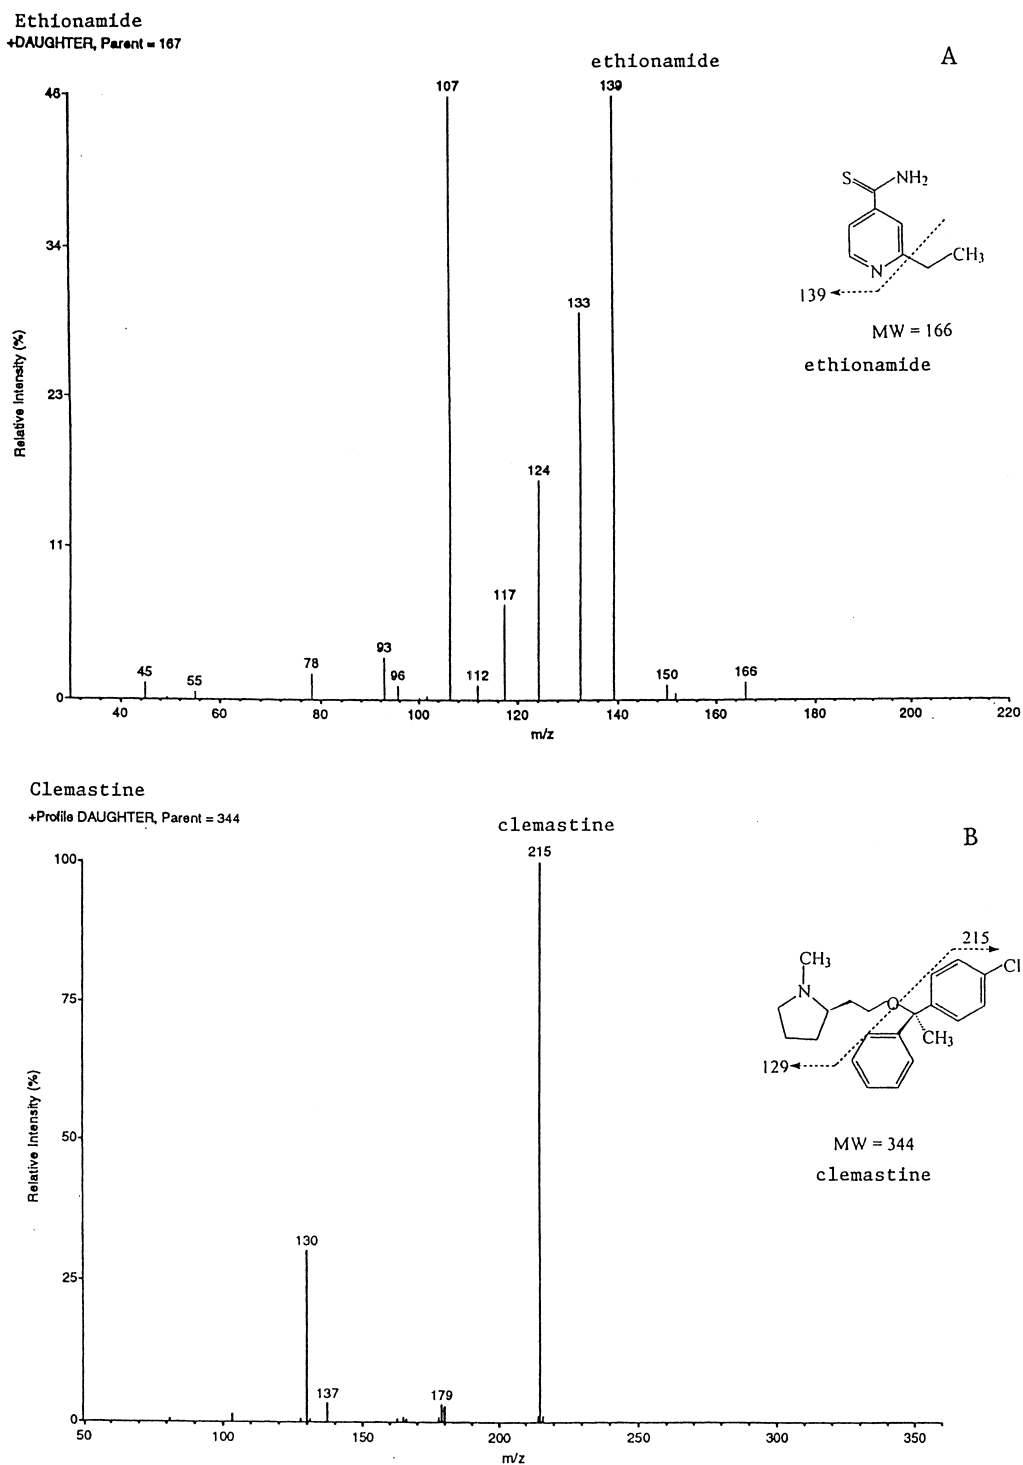 Ethionamide
+DAUGHTER, Parent = 167
A
ethionamide
107
139
46
34
23
11
0
Relative Intensity (%)
133
124
117
93
78
96
112
45
55
150
166
S
NH₂
N
CH₃
139
MW = 166
ethionamide
40 60 80 100 120 140 160 180 200 220
m/z
Clemastine
+Profile DAUGHTER, Parent = 344
clemastine
B
215
100
75
50
25
0
Relative Intensity (%)
130
137
179
215
CH₃
Cl
N
O
CH₃
129
MW = 344
clemastine
50 100 150 200 250 300 350
m/z